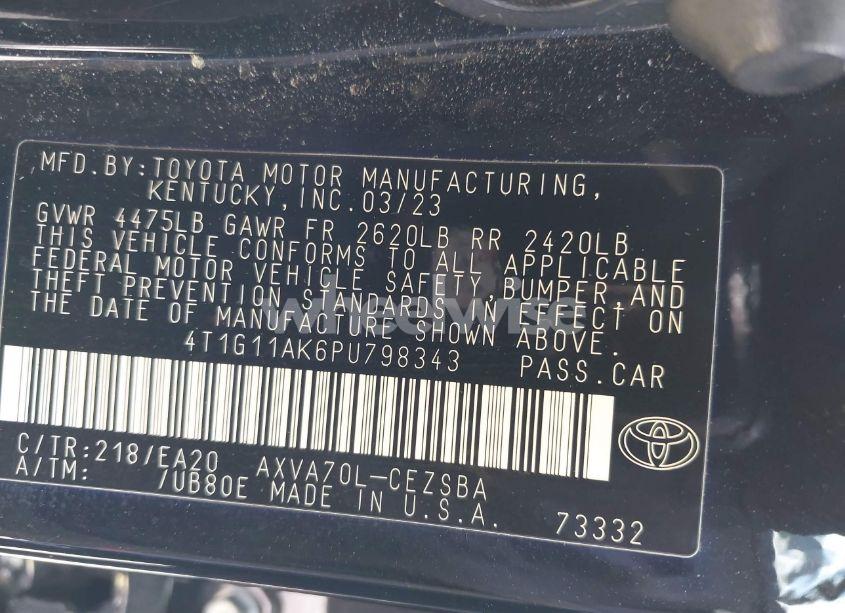 MFD.BY:TOYOTA MOTOR MANUFACTURING,
KENTUCKY,INC.03/23
GVWR 4475LB GAWR FR 2620LB RR 2420LB
THIS VEHICLE CONFORMS TO ALL APPLICABLE
FEDERAL MOTOR VEHICLE SAFETY,BUMPER,AND
THEFT PREVENTION STANDARDS IN EFFECT ON
THE DATE OF MANUFACTURE SHOWN ABOVE.
4T1G11AK6PU798343 PASS.CAR
C/TR:218/EA20 AXVA70L-CEZSBA
A/TM: /UB80E MADE IN U.S.A.
73332
wheelwise